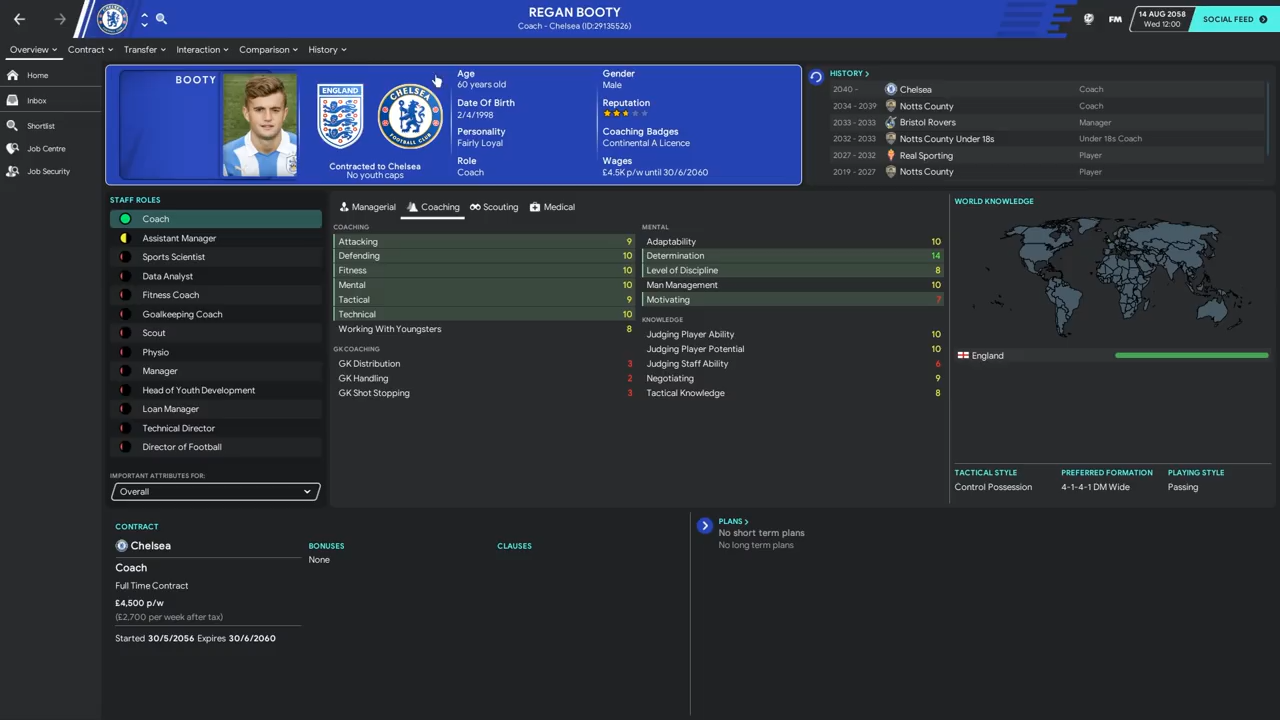 REGAN BOOTY
Coach - Chelsea (ID:29135526)
FM
14 AUG 2058
Wed 12:00
SOCIAL FEED
Overview
Contract
Transfer
Interaction
Comparison
History
Home
Inbox
Shortlist
Job Centre
Job Security
BOOTY
ENGLAND
CHELSEA
FOOTBALL CLUB
Contracted to Chelsea
No youth caps
Age
60 years old
Date Of Birth
2/4/1998
Personality
Fairly Loyal
Role
Coach
Gender
Male
Reputation
Coaching Badges
Continental A Licence
Wages
£4.5K p/w until 30/6/2060
HISTORY >
2040 - Chelsea Coach
2034 - 2039 Notts County Coach
2033 - 2033 Bristol Rovers Manager
2032 - 2033 Notts County Under 18s Under 18s Coach
2027 - 2032 Real Sporting Player
2019 - 2027 Notts County Player
STAFF ROLES
Coach
Assistant Manager
Sports Scientist
Data Analyst
Fitness Coach
Goalkeeping Coach
Scout
Physio
Manager
Head of Youth Development
Loan Manager
Technical Director
Director of Football
IMPORTANT ATTRIBUTES FOR:
Overall
Managerial
Coaching
Scouting
Medical
COACHING
Attacking 9
Defending 10
Fitness 10
Mental 10
Tactical 9
Technical 10
Working With Youngsters 8
GK COACHING
GK Distribution 3
GK Handling 2
GK Shot Stopping 3
MENTAL
Adaptability 10
Determination 14
Level of Discipline 8
Man Management 10
Motivating 7
KNOWLEDGE
Judging Player Ability 10
Judging Player Potential 10
Judging Staff Ability 6
Negotiating 9
Tactical Knowledge 8
WORLD KNOWLEDGE
England
TACTICAL STYLE
Control Possession
PREFERRED FORMATION
4-1-4-1 DM Wide
PLAYING STYLE
Passing
CONTRACT
Chelsea
Coach
Full Time Contract
£4,500 p/w
(£2,700 per week after tax)
Started 30/5/2056 Expires 30/6/2060
BONUSES
None
CLAUSES
PLANS >
No short term plans
No long term plans